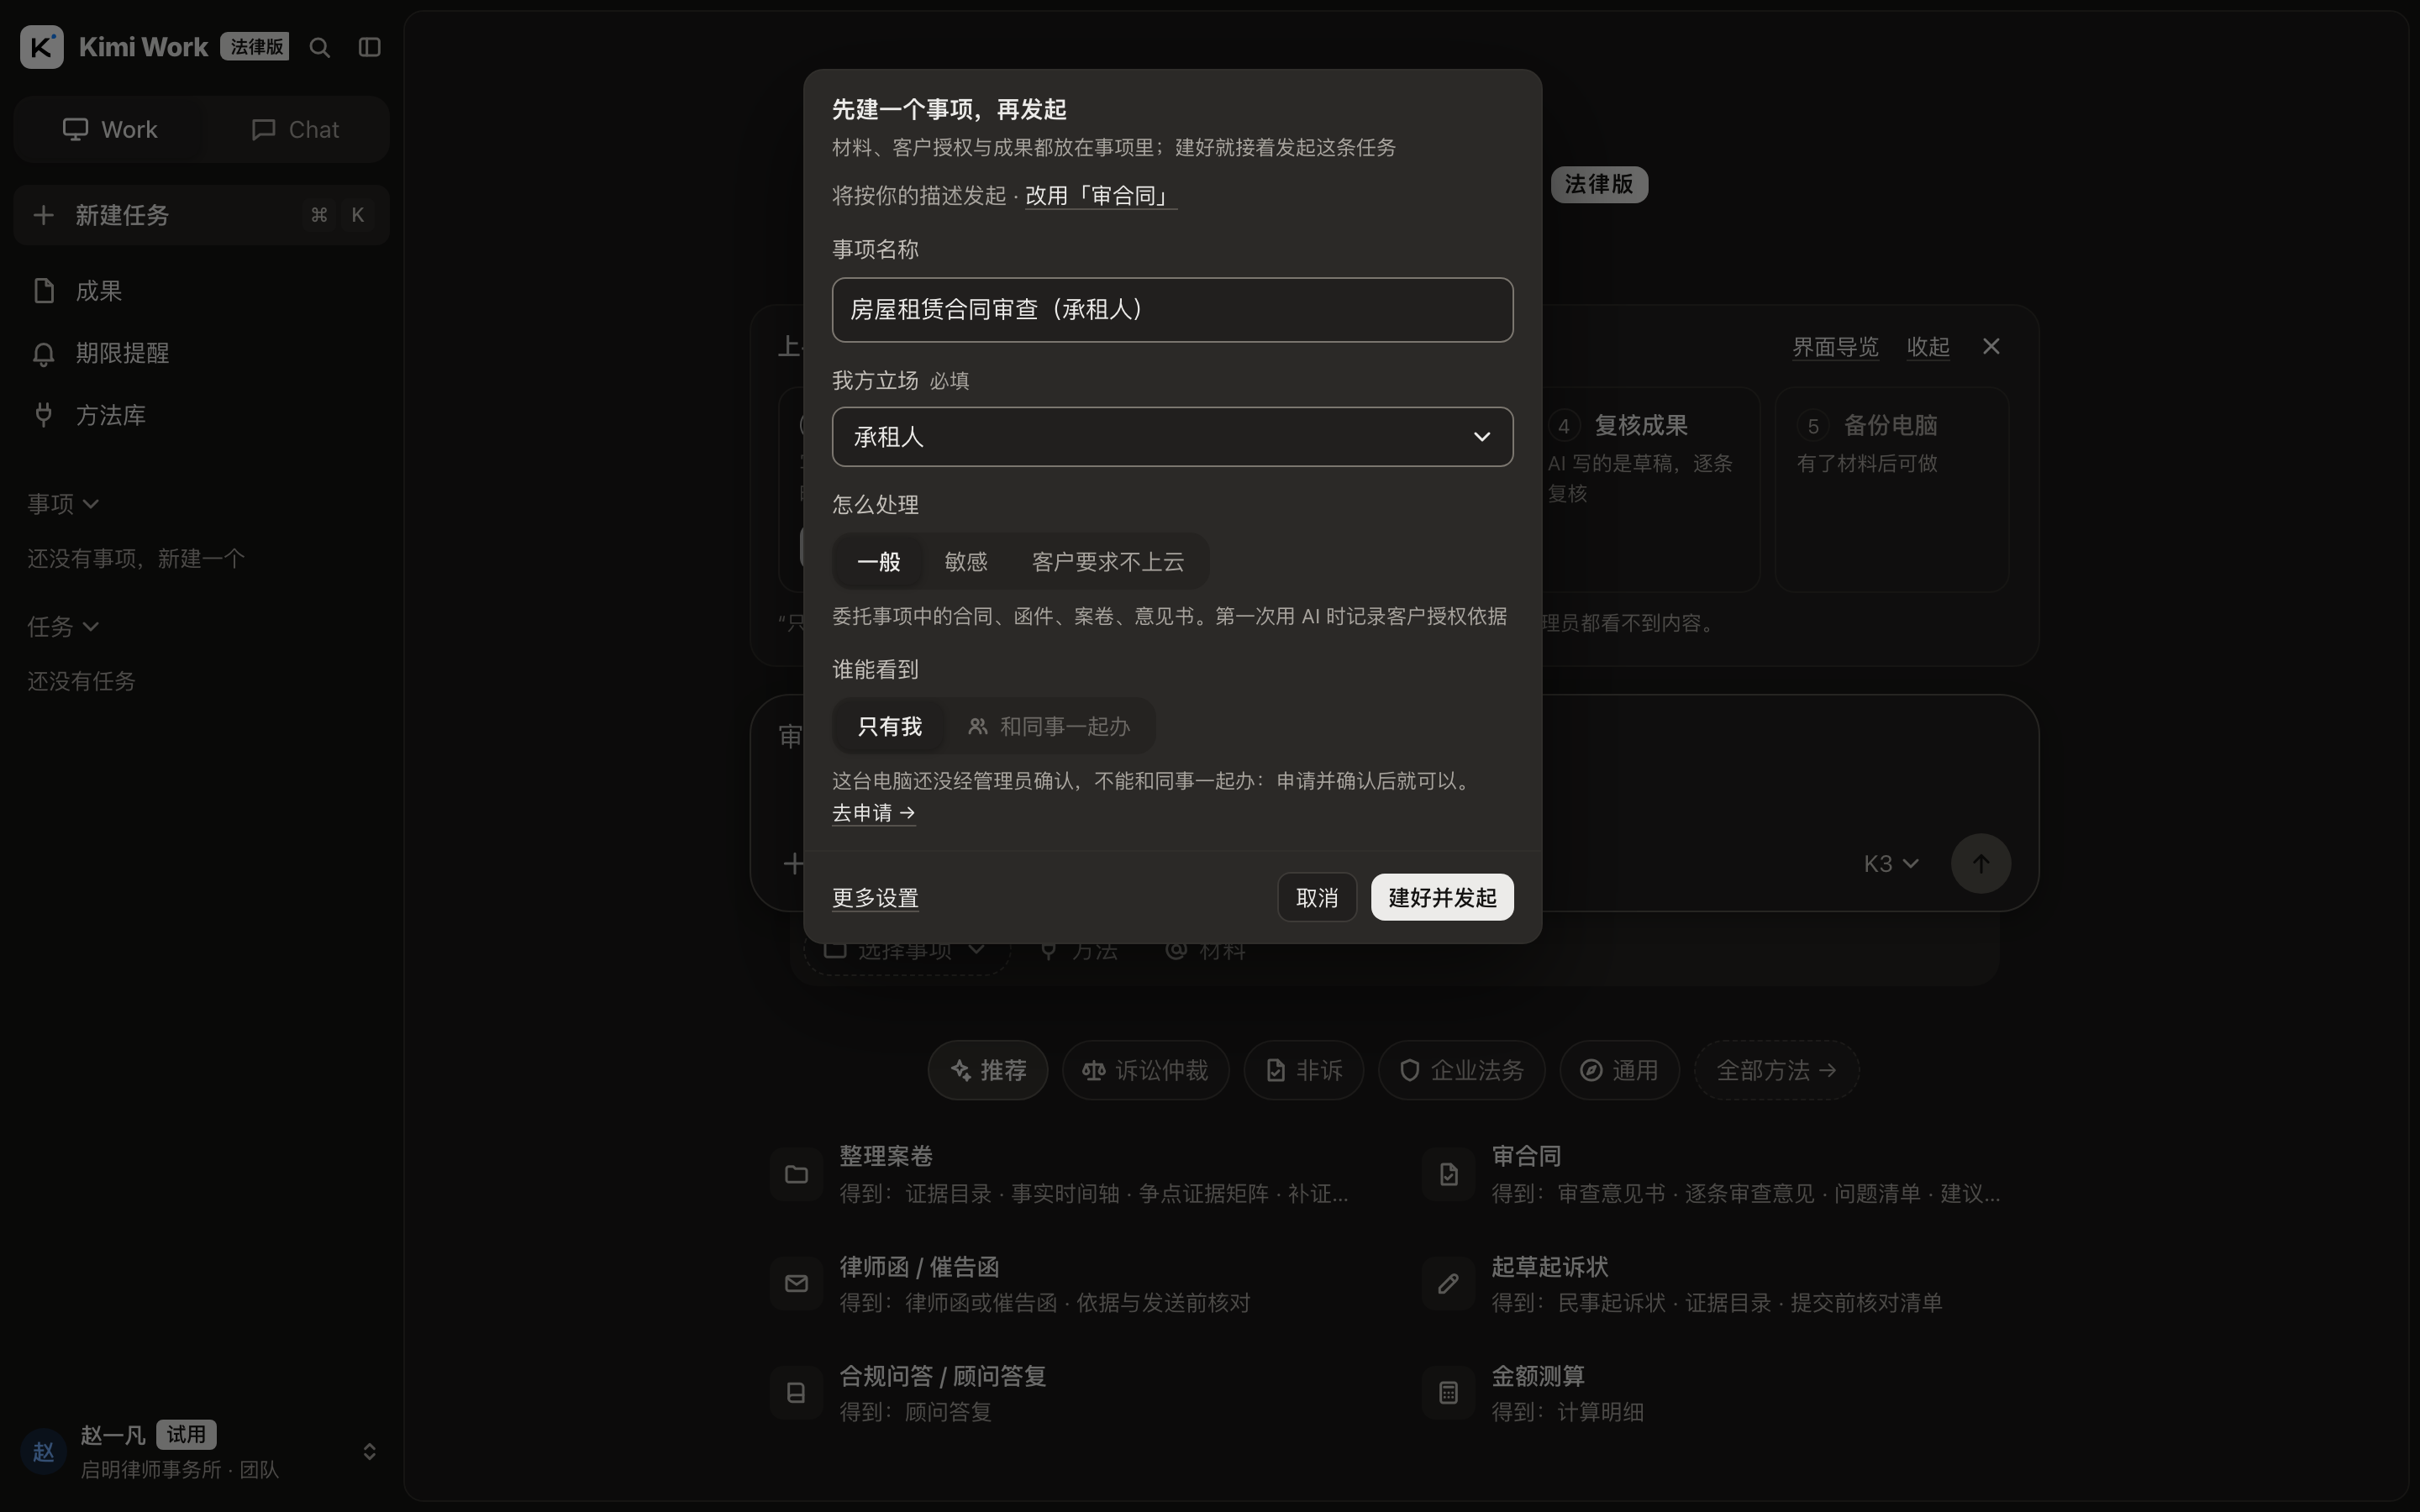 Kimi Work 法律版
Work
Chat
新建任务 ⌘ K
成果
期限提醒
方法库
事项
还没有事项，新建一个
任务
还没有任务
赵 赵一凡 试用
启明律师事务所 · 团队
法律版
先建一个事项，再发起
材料、客户授权与成果都放在事项里；建好就接着发起这条任务
将按你的描述发起 · 改用「审合同」
事项名称
房屋租赁合同审查（承租人）
我方立场 必填
承租人
怎么处理
一般 敏感 客户要求不上云
委托事项中的合同、函件、案卷、意见书。第一次用 AI 时记录客户授权依据
谁能看到
只有我 和同事一起办
这台电脑还没经管理员确认，不能和同事一起办：申请并确认后就可以。
去申请 →
更多设置 取消 建好并发起
上
界面导览 收起
4 复核成果
AI 写的是草稿，逐条
复核
5 备份电脑
有了材料后可做
“只
理员都看不到内容。
审
K3
选择事项 方法 @ 材料
推荐 诉讼仲裁 非诉 企业法务 通用 全部方法 →
整理案卷
得到：证据目录 · 事实时间轴 · 争点证据矩阵 · 补证...
审合同
得到：审查意见书 · 逐条审查意见 · 问题清单 · 建议...
律师函 / 催告函
得到：律师函或催告函 · 依据与发送前核对
起草起诉状
得到：民事起诉状 · 证据目录 · 提交前核对清单
合规问答 / 顾问答复
得到：顾问答复
金额测算
得到：计算明细